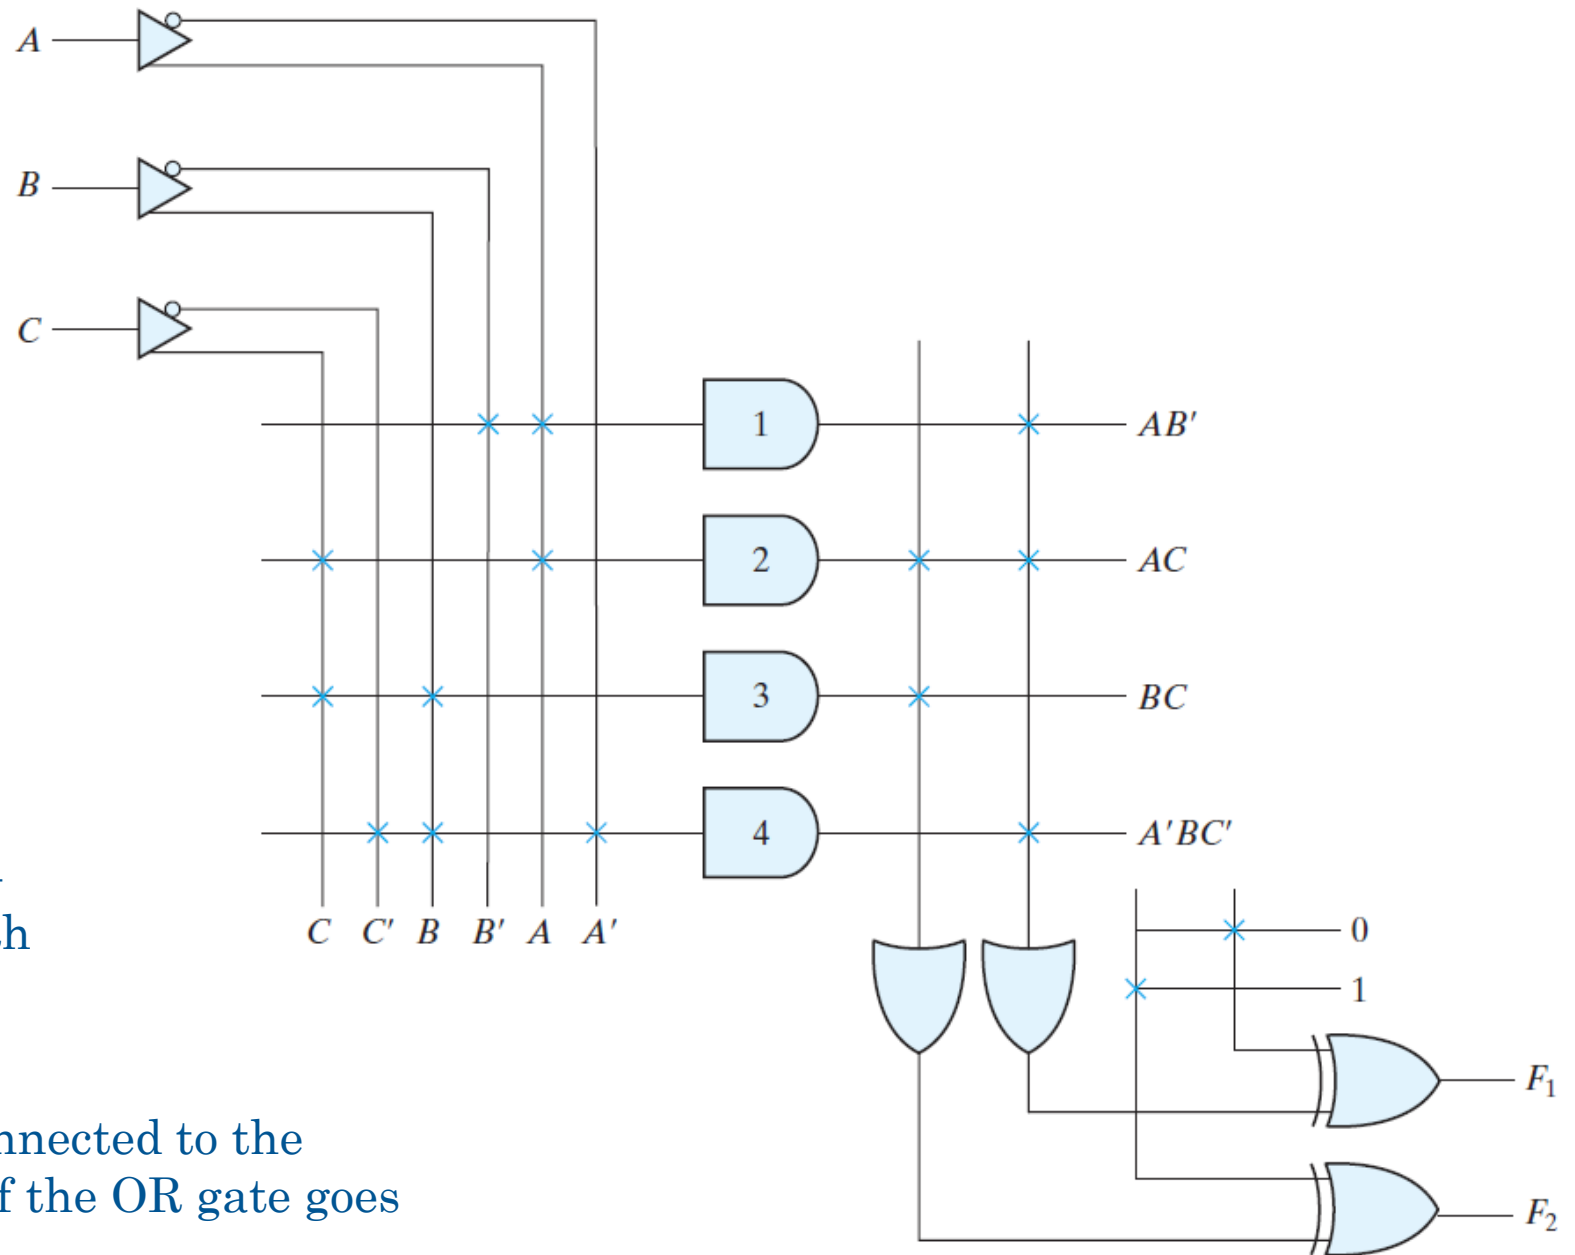 A
B
C
1
AB'
2
AC
3
BC
4
A'BC'
C C' B B' A A'
0
1
F1
F2
nnected to the
f the OR gate goes